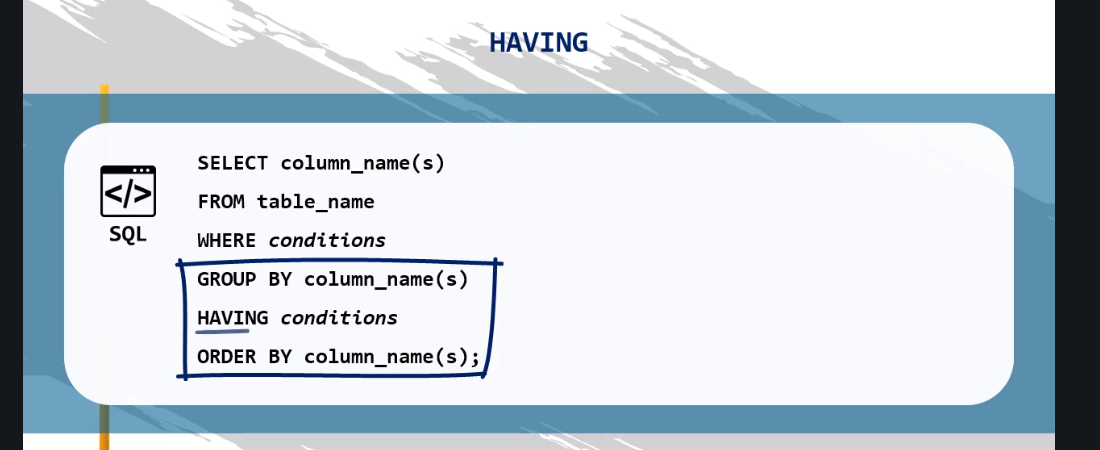 HAVING
</>
SQL
SELECT column_name(s)
FROM table_name
WHERE conditions
GROUP BY column_name(s)
HAVING conditions
ORDER BY column_name(s);